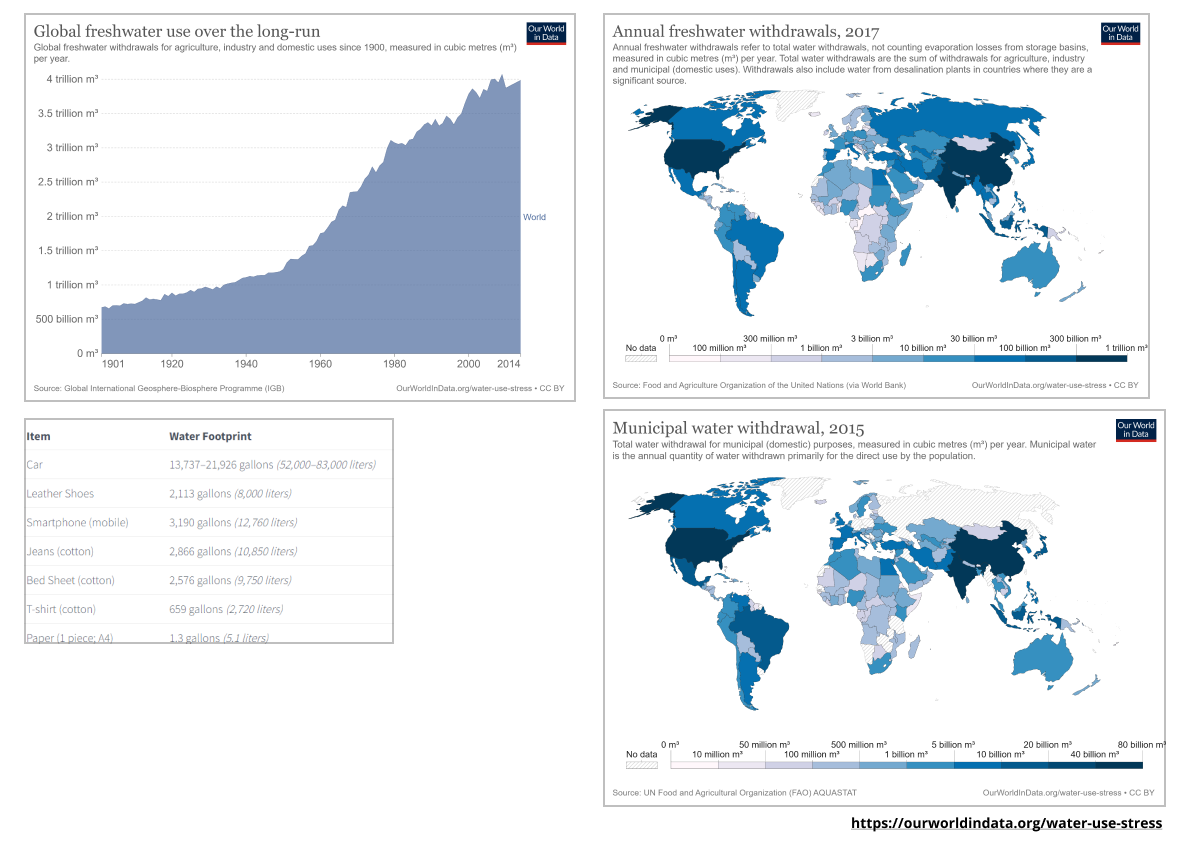 Global freshwater use over the long-run
Our World
in Data
Global freshwater withdrawals for agriculture, industry and domestic uses since 1900, measured in cubic metres (m³)
per year.
4 trillion m³
3.5 trillion m³
3 trillion m³
2.5 trillion m³
2 trillion m³
1.5 trillion m³
1 trillion m³
500 billion m³
0 m³
World
1901 1920 1940 1960 1980 2000 2014
Source: Global International Geosphere-Biosphere Programme (IGB) OurWorldInData.org/water-use-stress • CC BY
Annual freshwater withdrawals, 2017
Our World
in Data
Annual freshwater withdrawals refer to total water withdrawals, not counting evaporation losses from storage basins,
measured in cubic metres (m³) per year. Total water withdrawals are the sum of withdrawals for agriculture, industry
and municipal (domestic uses). Withdrawals also include water from desalination plants in countries where they are a
significant source.
0 m³ 300 million m³ 3 billion m³ 30 billion m³ 300 billion m³
No data 100 million m³ 1 billion m³ 10 billion m³ 100 billion m³ 1 trillion m³
Source: Food and Agriculture Organization of the United Nations (via World Bank) OurWorldInData.org/water-use-stress • CC BY
Item Water Footprint
Car 13,737–21,926 gallons (52,000–83,000 liters)
Leather Shoes 2,113 gallons (8,000 liters)
Smartphone (mobile) 3,190 gallons (12,760 liters)
Jeans (cotton) 2,866 gallons (10,850 liters)
Bed Sheet (cotton) 2,576 gallons (9,750 liters)
T-shirt (cotton) 659 gallons (2,720 liters)
Paper (1 piece; A4) 1.3 gallons (5.1 liters)
Municipal water withdrawal, 2015
Our World
in Data
Total water withdrawal for municipal (domestic) purposes, measured in cubic metres (m³) per year. Municipal water
is the annual quantity of water withdrawn primarily for the direct use by the population.
0 m³ 50 million m³ 500 million m³ 5 billion m³ 20 billion m³ 80 billion m³
No data 10 million m³ 100 million m³ 1 billion m³ 10 billion m³ 40 billion m³
Source: UN Food and Agricultural Organization (FAO) AQUASTAT OurWorldInData.org/water-use-stress • CC BY
https://ourworldindata.org/water-use-stress